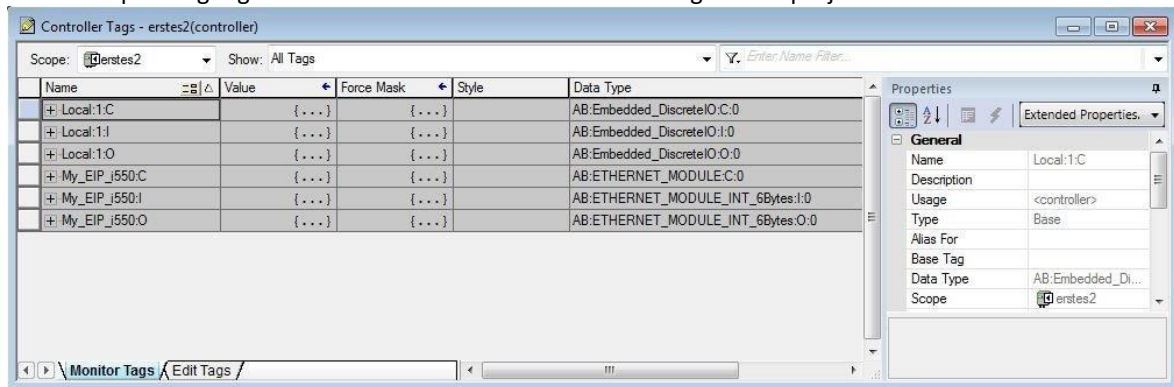 Controller Tags - erstes2(controller)
Scope: erstes2 Show: All Tags Enter Name Filter...
Name Value Force Mask Style Data Type
Local:1:C {...} {...} AB:Embedded_DiscreteIO:C:0
Local:1:I {...} {...} AB:Embedded_DiscreteIO:I:0
Local:1:O {...} {...} AB:Embedded_DiscreteIO:O:0
My_EIP_i550:C {...} {...} AB:ETHERNET_MODULE:C:0
My_EIP_i550:I {...} {...} AB:ETHERNET_MODULE_INT_6Bytes:I:0
My_EIP_i550:O {...} {...} AB:ETHERNET_MODULE_INT_6Bytes:O:0
Monitor Tags Edit Tags
Properties
Extended Properties.
General
Name Local:1:C
Description
Usage <controller>
Type Base
Alias For
Base Tag
Data Type AB:Embedded_Di...
Scope erstes2